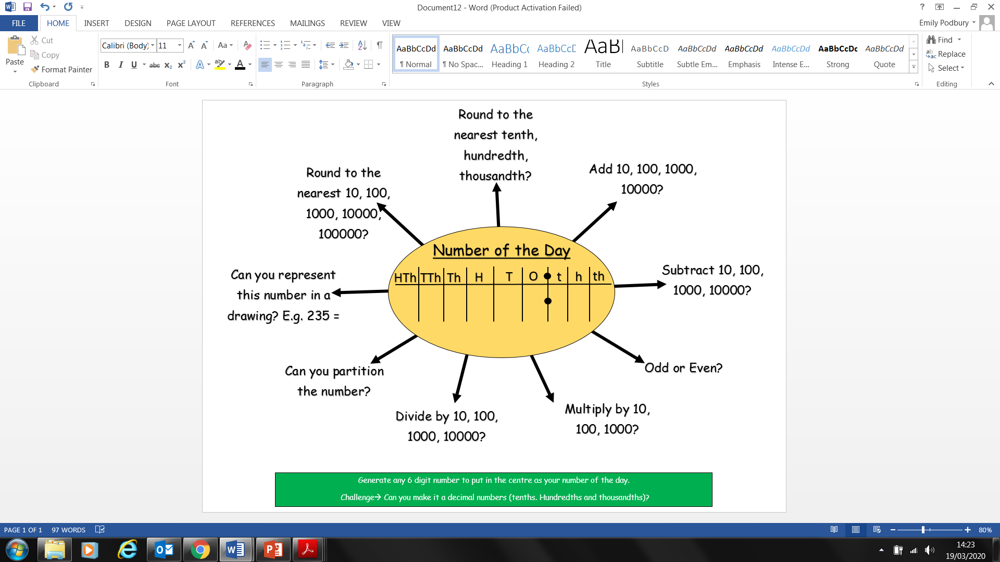 Document12 - Word (Product Activation Failed)
FILE HOME INSERT DESIGN PAGE LAYOUT REFERENCES MAILINGS REVIEW VIEW
Emily Podbury
Paste
Cut
Copy
Format Painter
Clipboard
Calibri (Body) 11
Font
Paragraph
AaBbCcDd AaBbCcDd AaBbCc AaBbCcD AaBl AaBbCcD AaBbCcDd AaBbCcDd AaBbCcDd AaBbCcDc AaBbCcDd
¶ Normal ¶ No Spac... Heading 1 Heading 2 Title Subtitle Subtle Em... Emphasis Intense E... Strong Quote
Styles
Find
Replace
Select
Editing
Round to the
nearest tenth,
hundredth,
thousandth?
Round to the
nearest 10, 100,
1000, 10000,
100000?
Add 10, 100, 1000,
10000?
Number of the Day
HTh TTh Th H T O t h th
Can you represent
this number in a
drawing? E.g. 235 =
Subtract 10, 100,
1000, 10000?
Can you partition
the number?
Odd or Even?
Divide by 10, 100,
1000, 10000?
Multiply by 10,
100, 1000?
Generate any 6 digit number to put in the centre as your number of the day.
Challenge→ Can you make it a decimal numbers (tenths. Hundredths and thousandths)?
PAGE 1 OF 1 97 WORDS
80%
14:23
19/03/2020